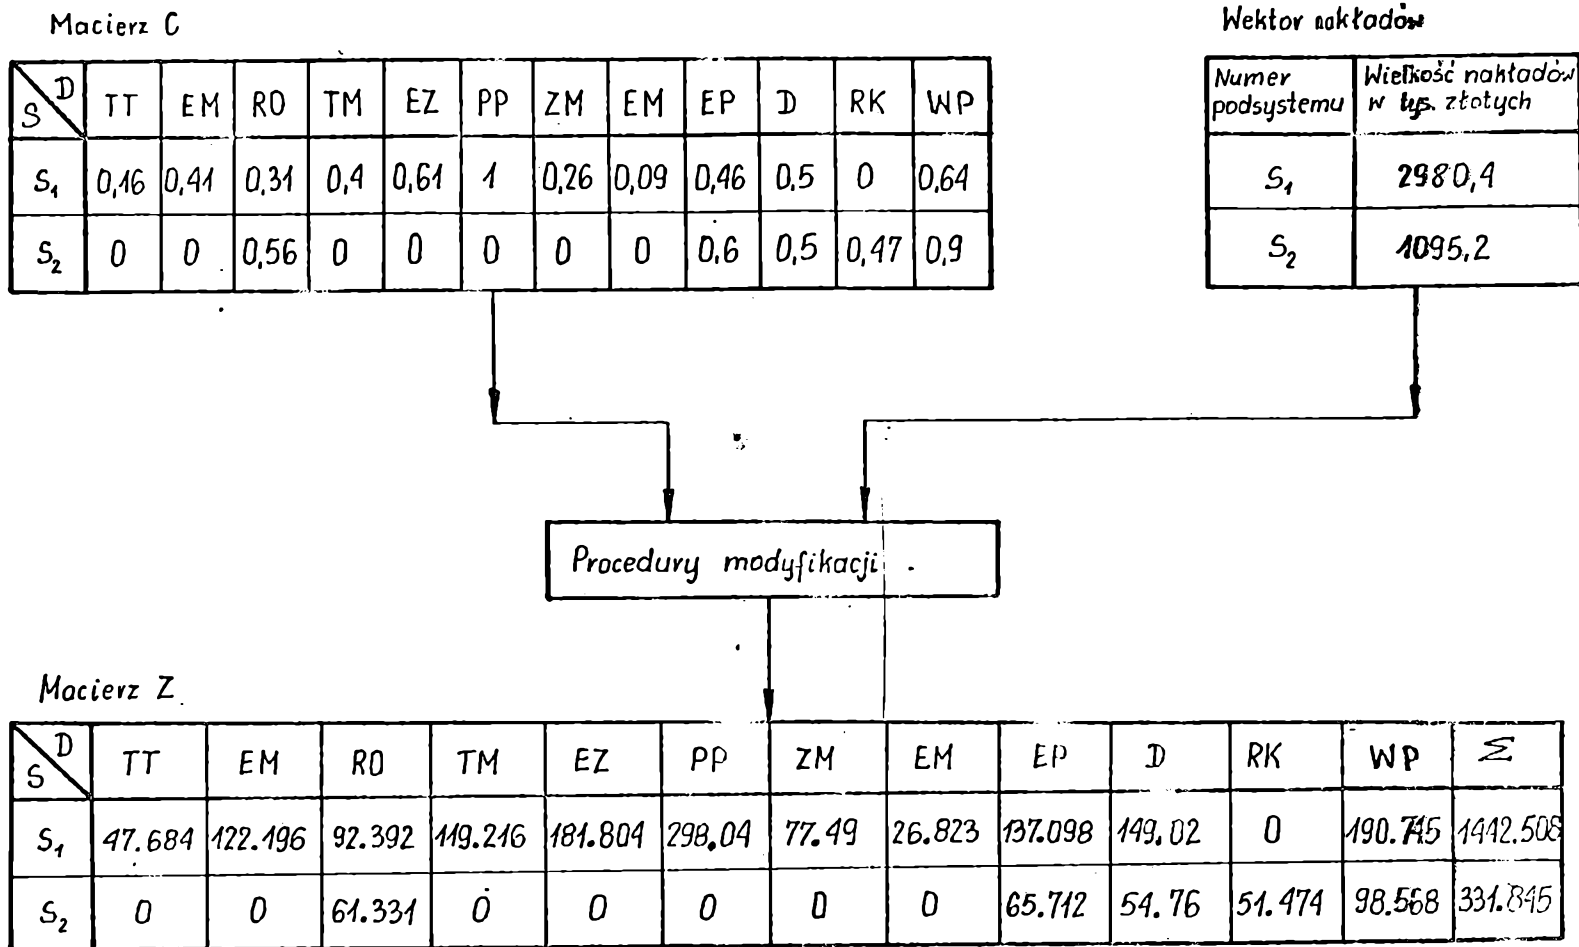 Macierz C
Wektor nakładów
S D TT EM RO TM EZ PP ZM EM EP D RK WP
S₁ 0,16 0,41 0,31 0,4 0,61 1 0,26 0,09 0,46 0.5 0 0,64
S₂ 0 0 0,56 0 0 0 0 0 0,6 0,5 0,47 0,9
Numer podsystemu Wielkość nakładów w tys. złotych
S₁ 2980,4
S₂ 1095,2
Procedury modyfikacji .
Macierz Z
S D TT EM RO TM EZ PP ZM EM EP D RK WP Σ
S₁ 47.684 122.196 92.392 119.216 181.804 298,04 77.49 26.823 137.098 149.02 0 190.745 1442.508
S₂ 0 0 61.331 0 0 0 0 0 65.712 54.76 51.474 98.568 331.845